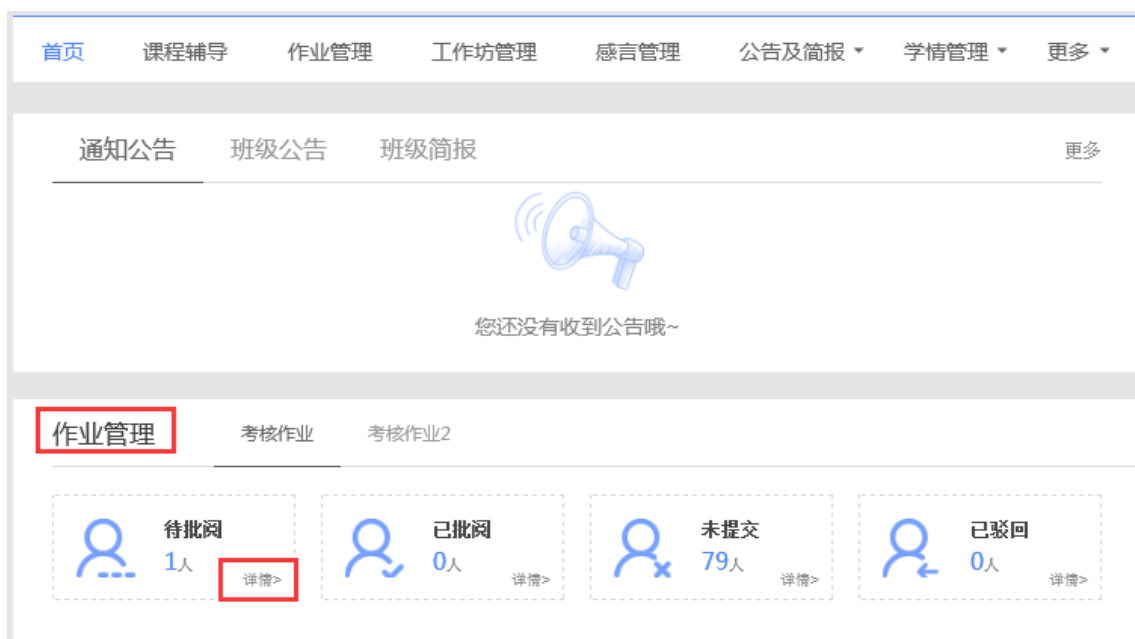 首页 课程辅导 作业管理 工作坊管理 感言管理 公告及简报 学情管理 更多
通知公告 班级公告 班级简报 更多
您还没有收到公告哦~
作业管理 考核作业 考核作业2
待批阅 已批阅 未提交 已驳回
1人 0人 79人 0人
详情> 详情> 详情> 详情>